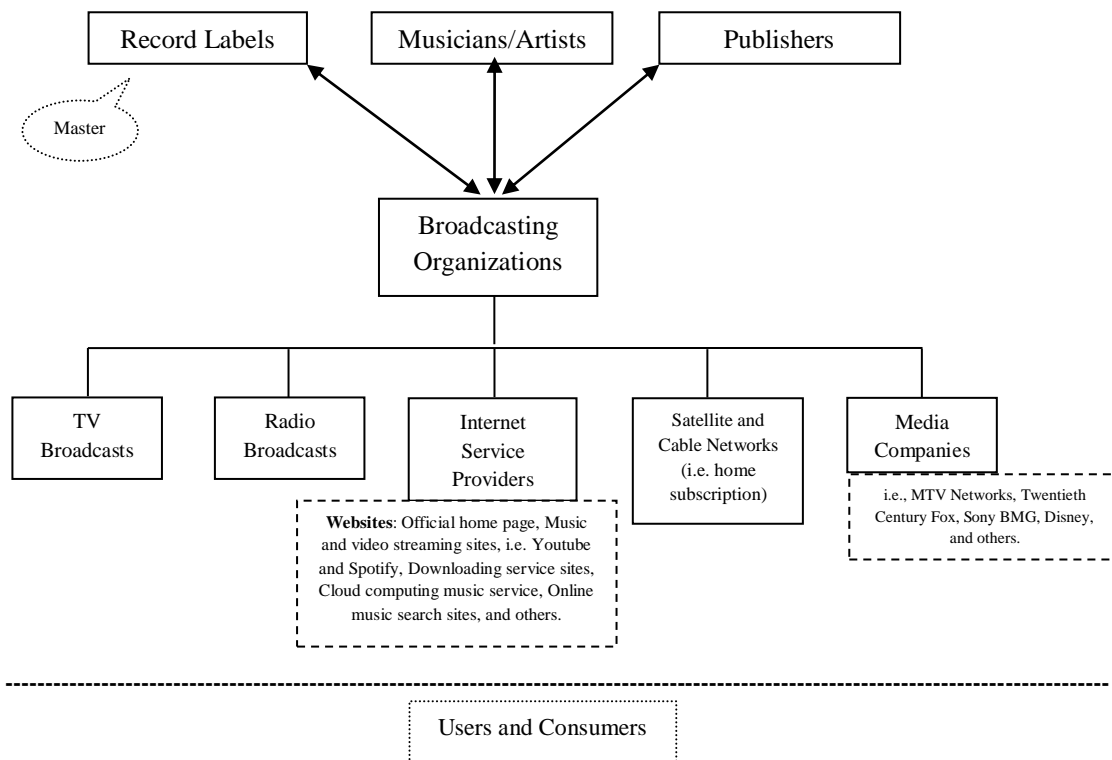 Record Labels
Musicians/Artists
Publishers
Master
Broadcasting
Organizations
TV
Broadcasts
Radio
Broadcasts
Internet
Service
Providers
Satellite and
Cable Networks
(i.e. home
subscription)
Media
Companies
Websites: Official home page, Music
and video streaming sites, i.e. Youtube
and Spotify, Downloading service sites,
Cloud computing music service, Online
music search sites, and others.
i.e., MTV Networks, Twentieth
Century Fox, Sony BMG, Disney,
and others.
Users and Consumers